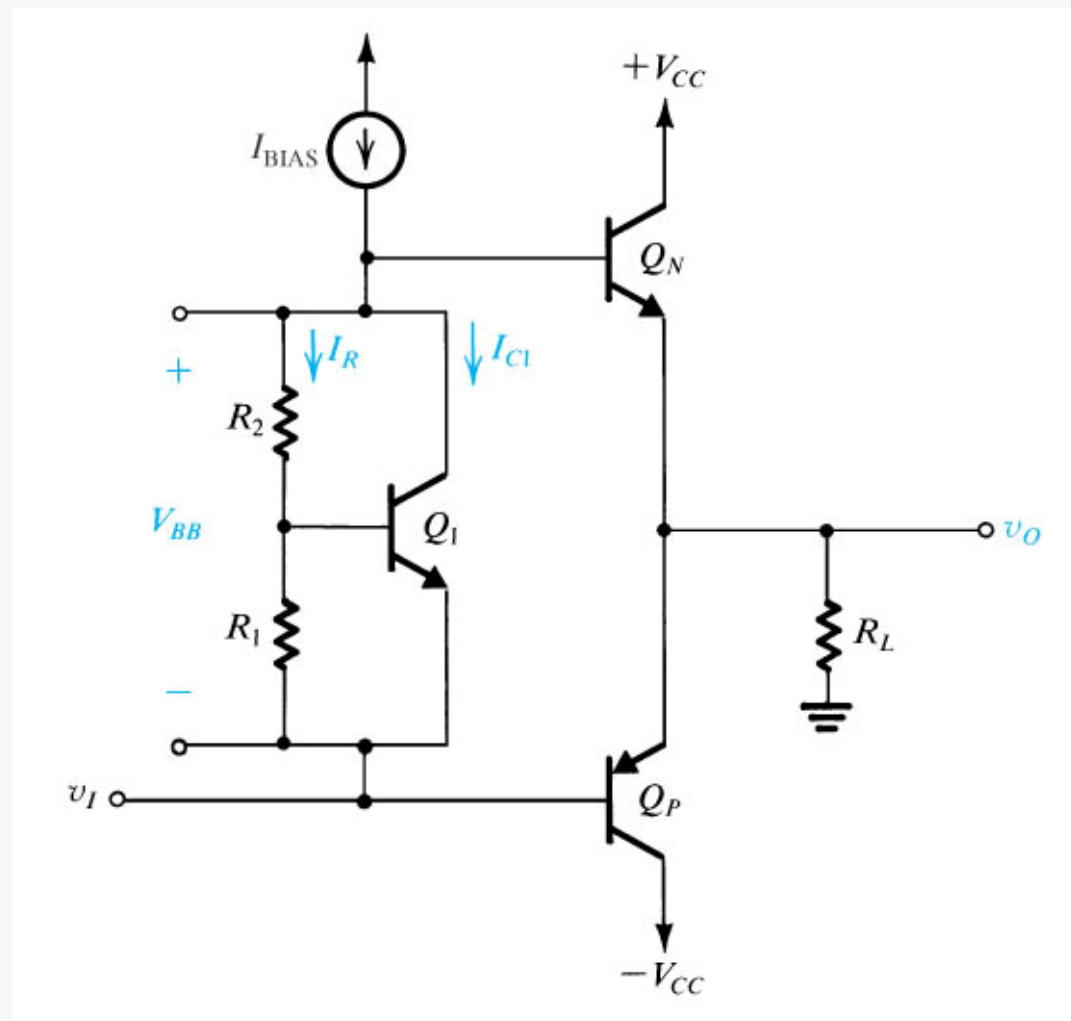 +V_CC
I_BIAS
Q_N
I_R
I_C1
+
R_2
V_BB
Q_1
v_O
R_1
R_L
−
v_I
Q_P
−V_CC